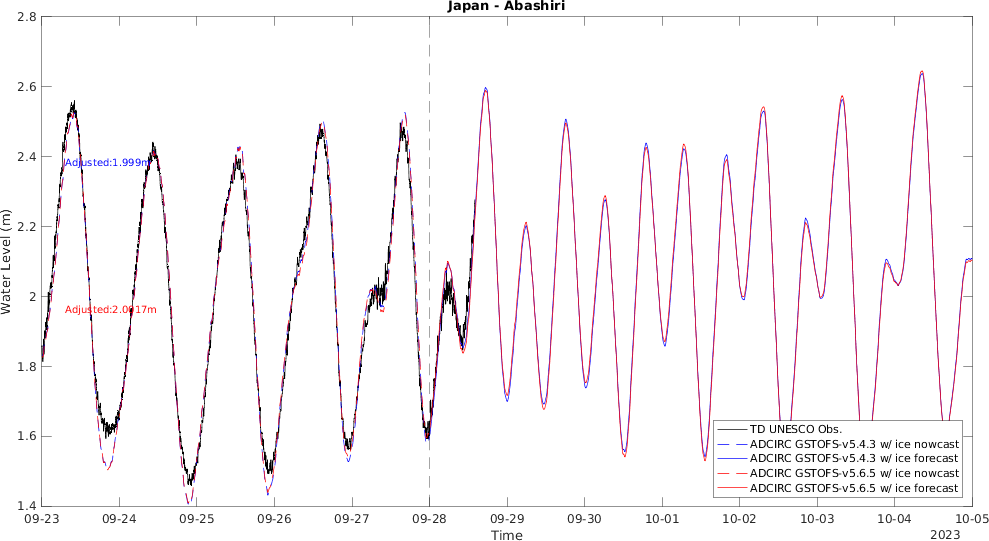 Japan - Abashiri
2.8
2.6
2.4
2.2
2
1.8
1.6
1.4
Water Level (m)
Adjusted:1.999m
Adjusted:2.0017m
TD UNESCO Obs.
ADCIRC GSTOFS-v5.4.3 w/ ice nowcast
ADCIRC GSTOFS-v5.4.3 w/ ice forecast
ADCIRC GSTOFS-v5.6.5 w/ ice nowcast
ADCIRC GSTOFS-v5.6.5 w/ ice forecast
09-23 09-24 09-25 09-26 09-27 09-28 09-29 09-30 10-01 10-02 10-03 10-04 10-05
Time
2023